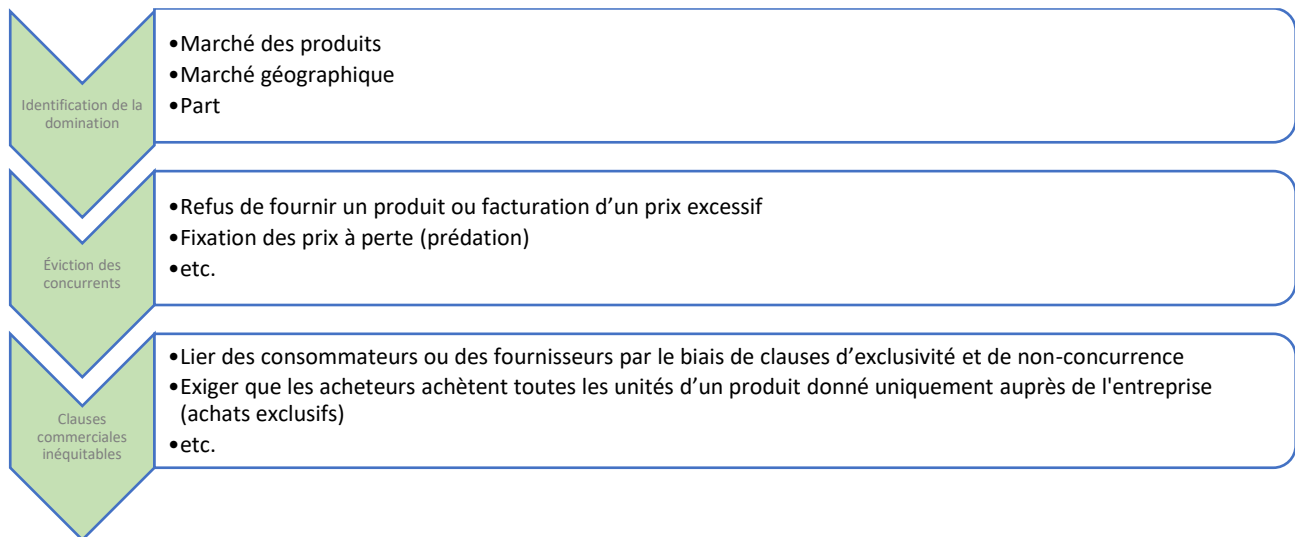 Identification de la
domination
•Marché des produits
•Marché géographique
•Part
Éviction des
concurrents
•Refus de fournir un produit ou facturation d’un prix excessif
•Fixation des prix à perte (prédation)
•etc.
Clauses
commerciales
inéquitables
•Lier des consommateurs ou des fournisseurs par le biais de clauses d’exclusivité et de non-concurrence
•Exiger que les acheteurs achètent toutes les unités d’un produit donné uniquement auprès de l'entreprise
(achats exclusifs)
•etc.